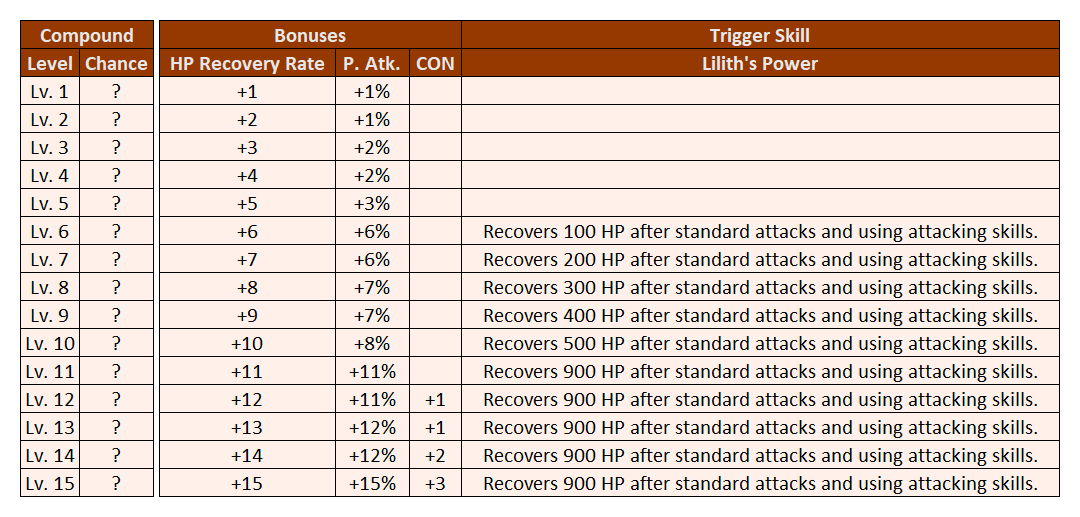 Compound Bonuses Trigger Skill
Level Chance HP Recovery Rate P. Atk. CON Lilith's Power
Lv. 1 ? +1 +1%
Lv. 2 ? +2 +1%
Lv. 3 ? +3 +2%
Lv. 4 ? +4 +2%
Lv. 5 ? +5 +3%
Lv. 6 ? +6 +6% Recovers 100 HP after standard attacks and using attacking skills.
Lv. 7 ? +7 +6% Recovers 200 HP after standard attacks and using attacking skills.
Lv. 8 ? +8 +7% Recovers 300 HP after standard attacks and using attacking skills.
Lv. 9 ? +9 +7% Recovers 400 HP after standard attacks and using attacking skills.
Lv. 10 ? +10 +8% Recovers 500 HP after standard attacks and using attacking skills.
Lv. 11 ? +11 +11% Recovers 900 HP after standard attacks and using attacking skills.
Lv. 12 ? +12 +11% +1 Recovers 900 HP after standard attacks and using attacking skills.
Lv. 13 ? +13 +12% +1 Recovers 900 HP after standard attacks and using attacking skills.
Lv. 14 ? +14 +12% +2 Recovers 900 HP after standard attacks and using attacking skills.
Lv. 15 ? +15 +15% +3 Recovers 900 HP after standard attacks and using attacking skills.